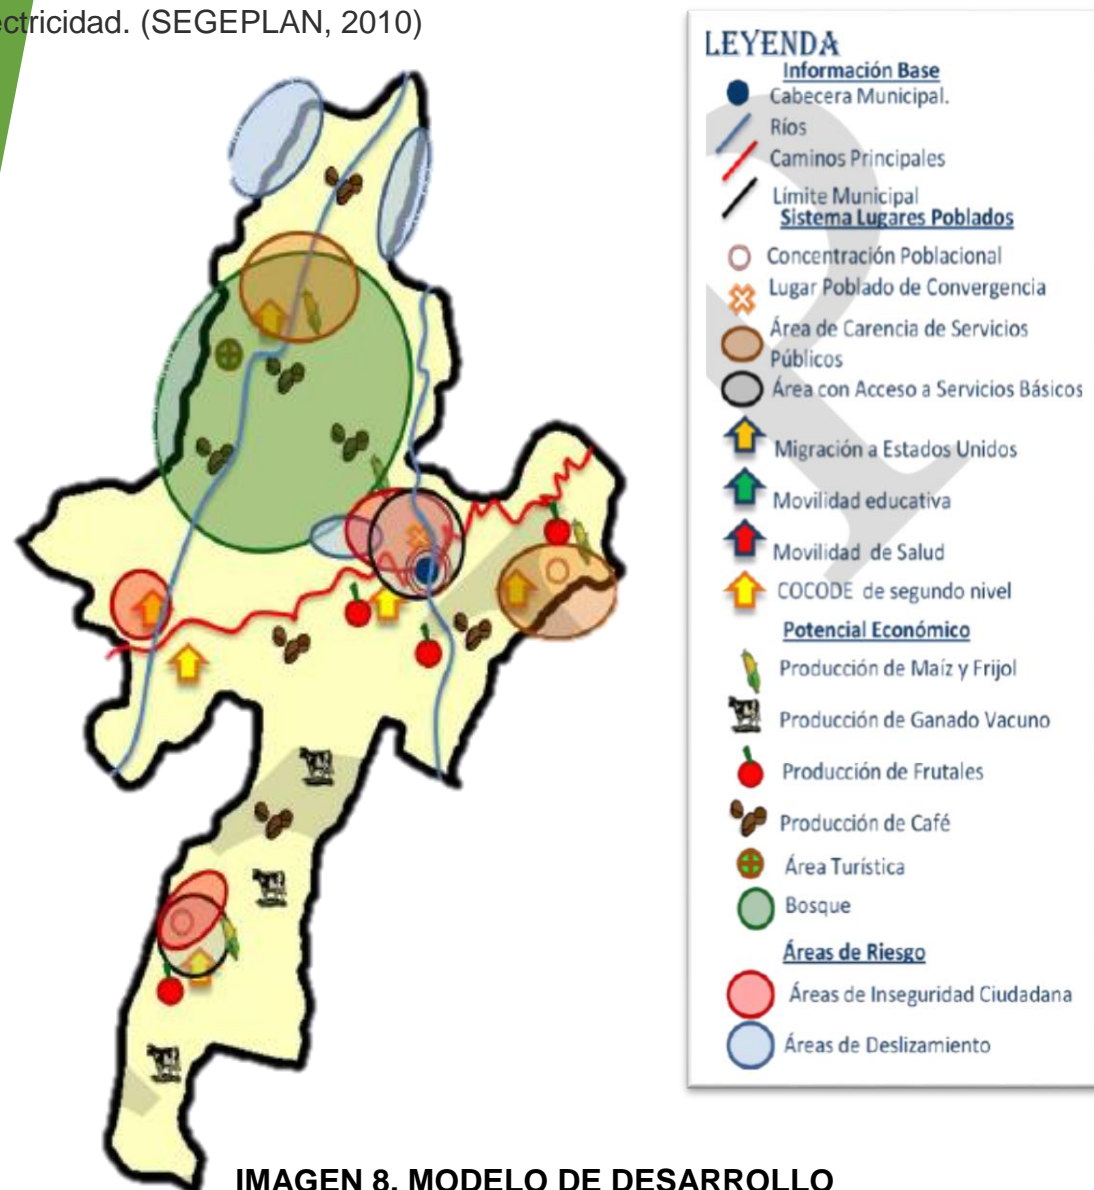 ectricidad. (SEGEPLAN, 2010)
LEYENDA
Información Base
Cabecera Municipal.
Ríos
Caminos Principales
Límite Municipal
Sistema Lugares Poblados
Concentración Poblacional
Lugar Poblado de Convergencia
Área de Carencia de Servicios
Públicos
Área con Acceso a Servicios Básicos
Migración a Estados Unidos
Movilidad educativa
Movilidad de Salud
COCODE de segundo nivel
Potencial Económico
Producción de Maíz y Frijol
Producción de Ganado Vacuno
Producción de Frutales
Producción de Café
Área Turística
Bosque
Áreas de Riesgo
Áreas de Inseguridad Ciudadana
Áreas de Deslizamiento
IMAGEN 8. MODELO DE DESARROLLO